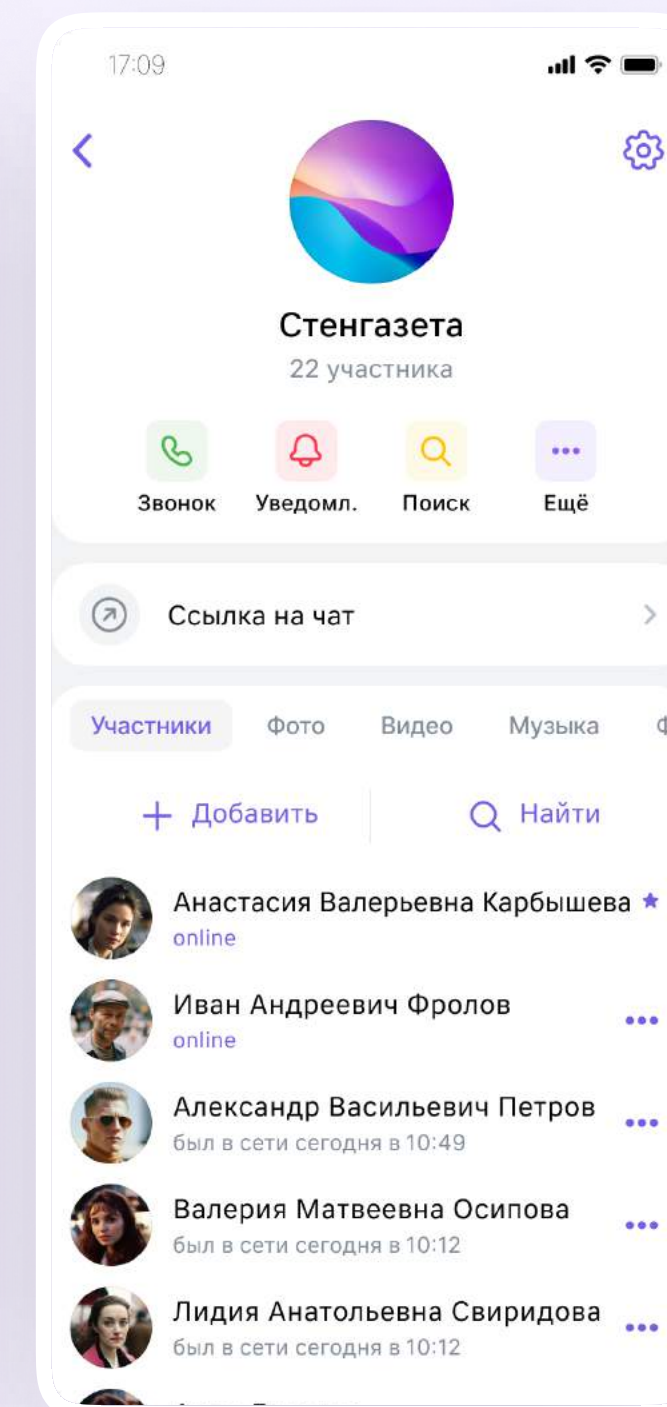 17:09
Стенгазета
22 участника
Звонок Уведомл. Поиск Ещё
Ссылка на чат
Участники Фото Видео Музыка
Добавить Найти
Анастасия Валерьевна Карбышева
online
Иван Андреевич Фролов
online
Александр Васильевич Петров
был в сети сегодня в 10:49
Валерия Матвеевна Осипова
был в сети сегодня в 10:12
Лидия Анатольевна Свиридова
был в сети сегодня в 10:12